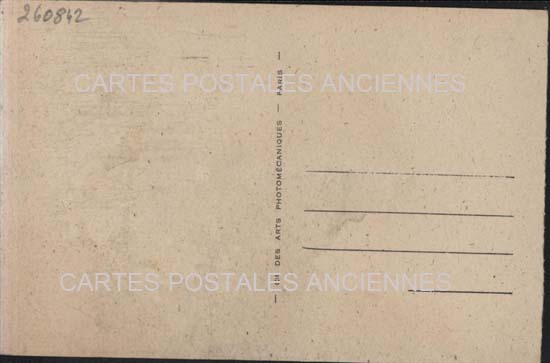 260842
CARTES POSTALES ANCIENNES
DES ARTS PHOTOMÉCANIQUES — PARIS —
CARTES POSTALES ANCIENNES